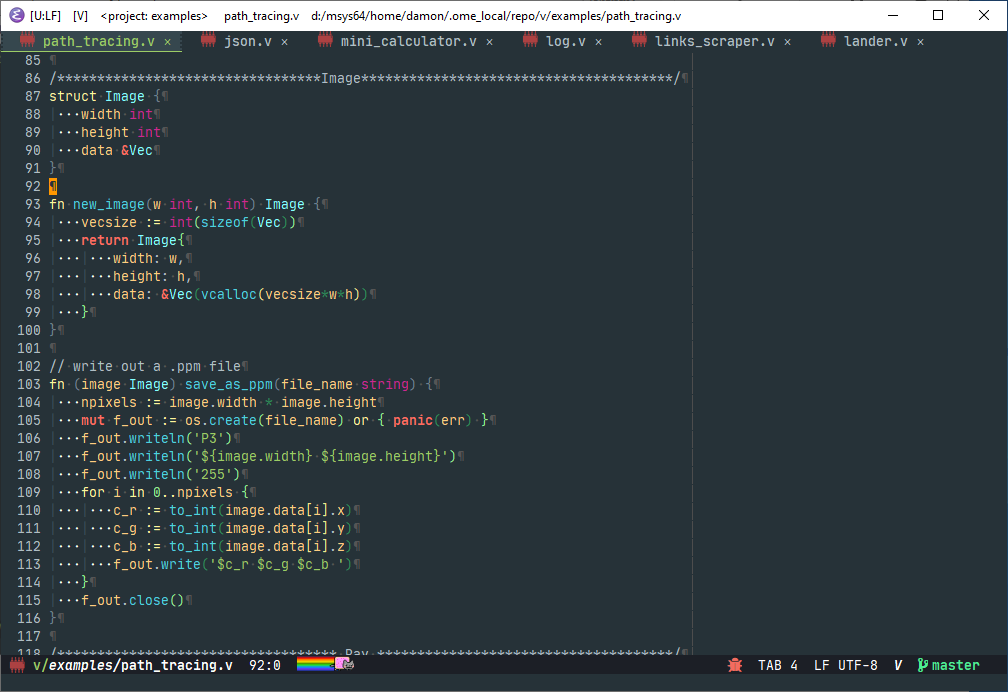 [U:LF] [V] <project: examples> path_tracing.v d:/msys64/home/damon/.ome_local/repo/v/examples/path_tracing.v
path_tracing.v × json.v × mini_calculator.v × log.v × links_scraper.v × lander.v ×
85 ¶
86 /*********************************Image***************************************/¶
87 struct·Image·{¶
88 ···width·int¶
89 ···height·int¶
90 ···data·&Vec¶
91 }¶
92 ¶
93 fn·new_image(w·int,·h·int)·Image·{¶
94 ···vecsize·:=·int(sizeof(Vec))¶
95 ···return·Image{¶
96 ···|···width:·w,¶
97 ···|···height:·h,¶
98 ···|···data:·&Vec(vcalloc(vecsize*w*h))¶
99 ···}¶
100 }¶
101 ¶
102 //·write·out·a·.ppm·file¶
103 fn·(image·Image)·save_as_ppm(file_name·string)·{¶
104 ···npixels·:=·image.width·*·image.height¶
105 ···mut·f_out·:=·os.create(file_name)·or·{·panic(err)·}¶
106 ···f_out.writeln('P3')¶
107 ···f_out.writeln('${image.width}·${image.height}')¶
108 ···f_out.writeln('255')¶
109 ···for·i·in·0..npixels·{¶
110 ···|···c_r·:=·to_int(image.data[i].x)¶
111 ···|···c_g·:=·to_int(image.data[i].y)¶
112 ···|···c_b·:=·to_int(image.data[i].z)¶
113 ···|···f_out.write('$c_r·$c_g·$c_b·')¶
114 ···}¶
115 ···f_out.close()¶
116 }¶
117 ¶
118 /*********************************** Ray *************************************/¶
v/examples/path_tracing.v 92:0 TAB 4 LF UTF-8 V master